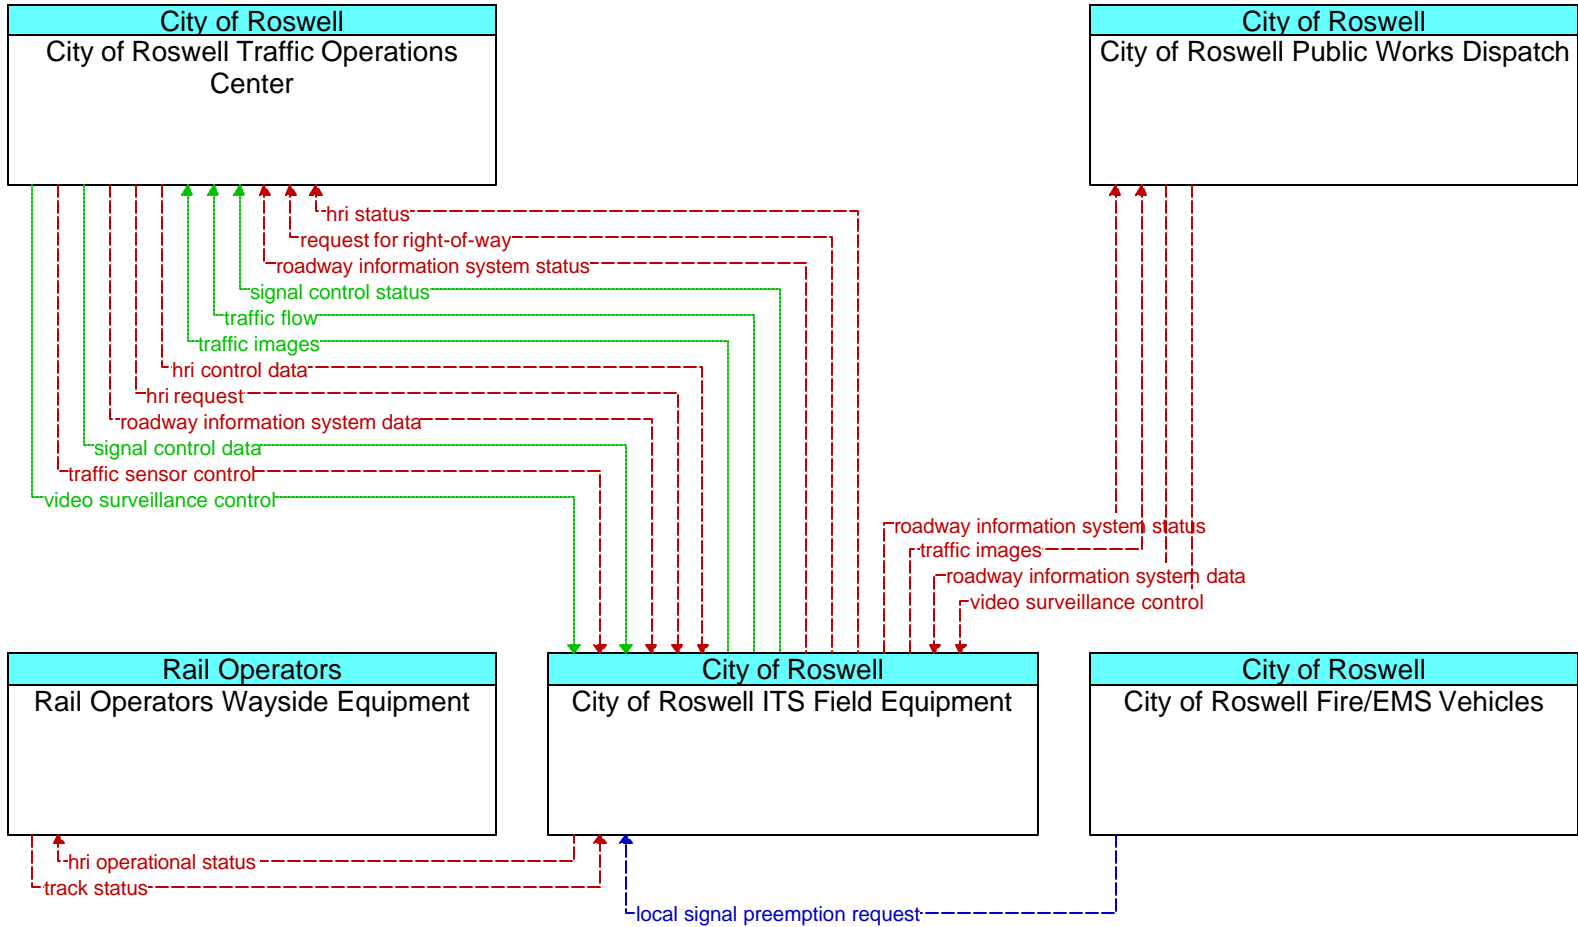 City of Roswell
City of Roswell Traffic Operations
Center
City of Roswell
City of Roswell Public Works Dispatch
hri status
request for right-of-way
roadway information system status
signal control status
traffic flow
traffic images
hri control data
hri request
roadway information system data
signal control data
traffic sensor control
video surveillance control
roadway information system status
traffic images
roadway information system data
video surveillance control
Rail Operators
Rail Operators Wayside Equipment
City of Roswell
City of Roswell ITS Field Equipment
City of Roswell
City of Roswell Fire/EMS Vehicles
hri operational status
track status
local signal preemption request